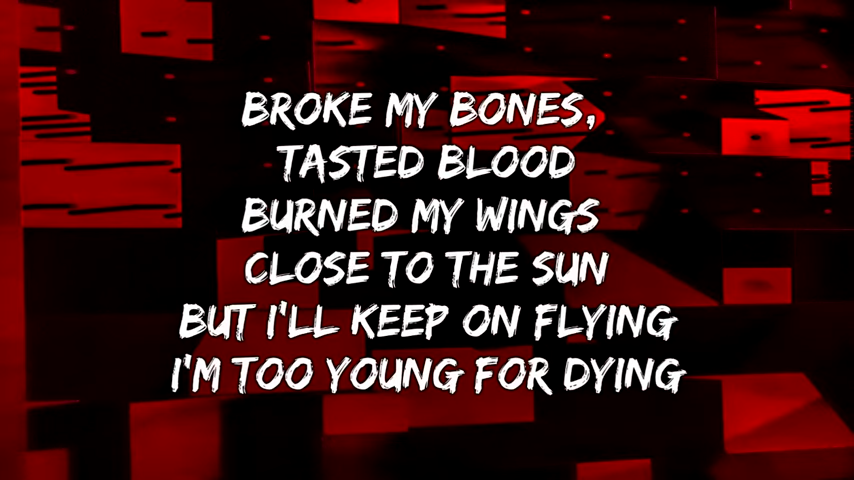 BROKE MY BONES,
TASTED BLOOD
BURNED MY WINGS
CLOSE TO THE SUN
BUT I'LL KEEP ON FLYING
I'M TOO YOUNG FOR DYING